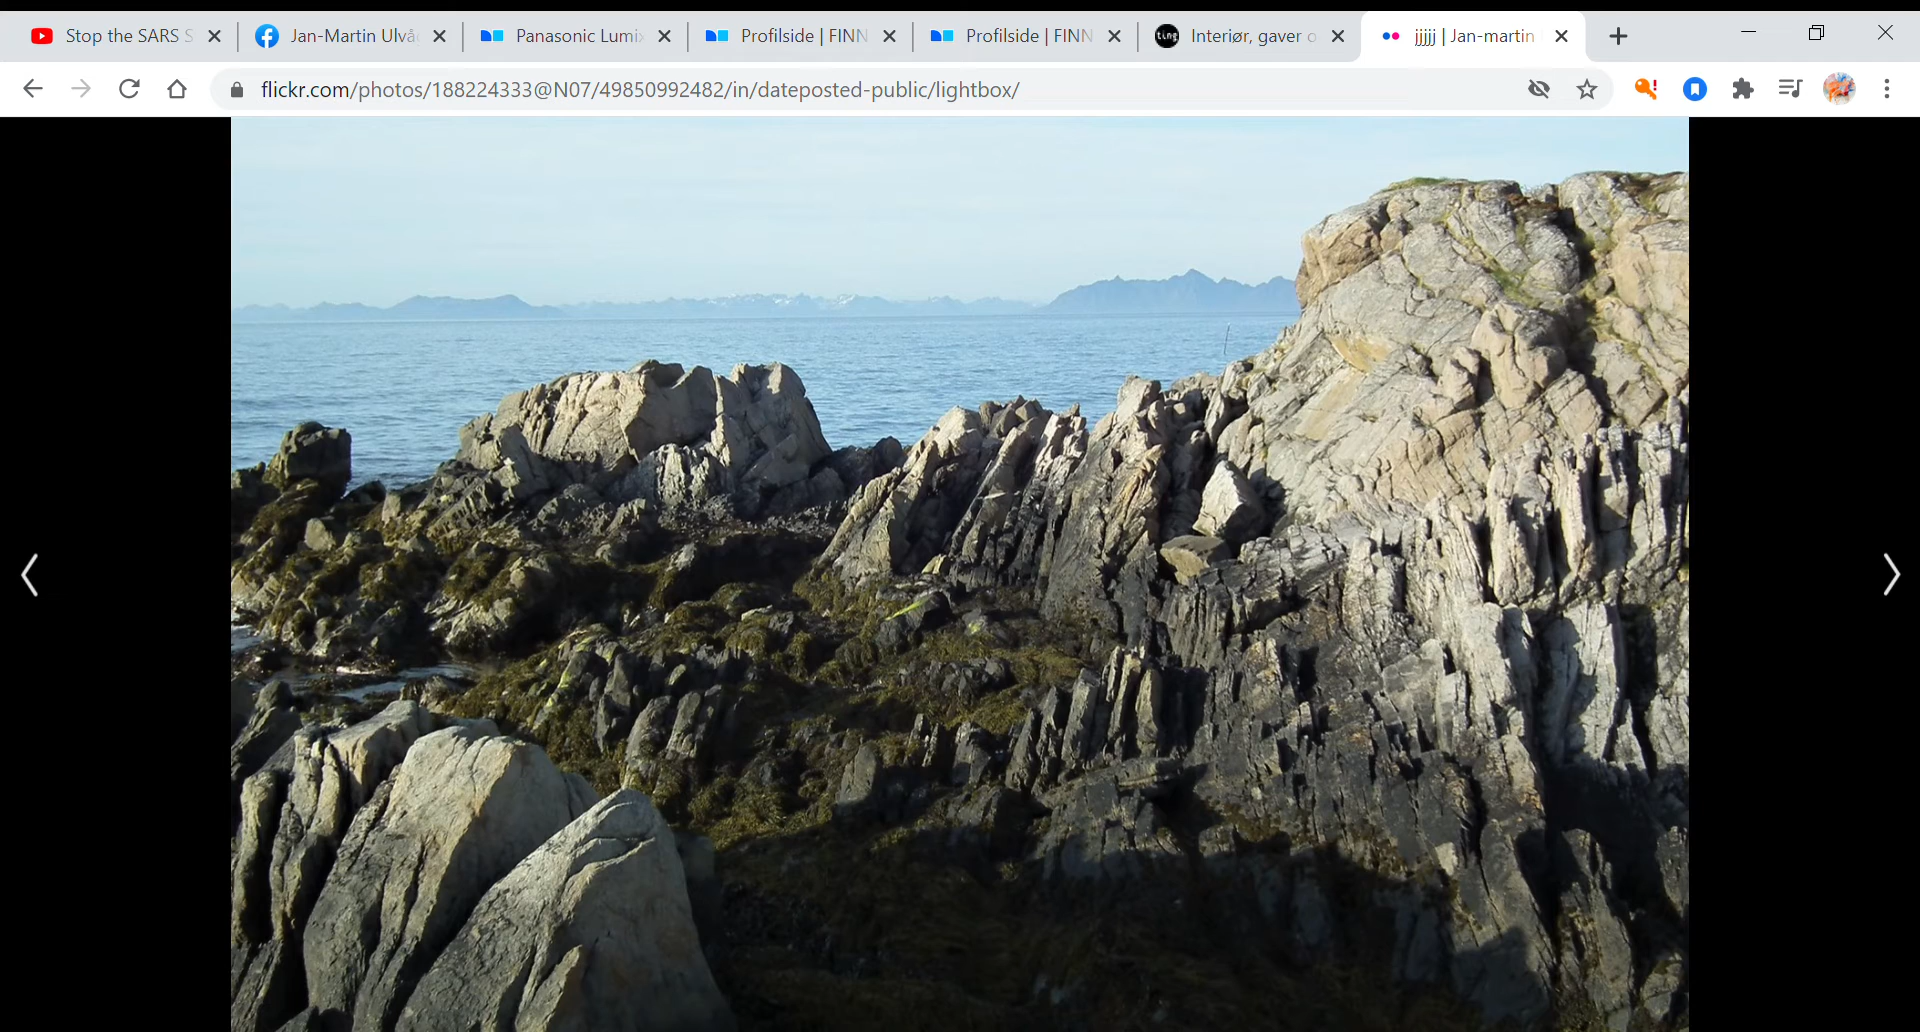 Stop the SARS S
Jan-Martin Ulvå
Panasonic Lumi
Profilside | FINN
Profilside | FINN
ting
Interiør, gaver o
jjjjj | Jan-martin
flickr.com/photos/188224333@N07/49850992482/in/dateposted-public/lightbox/